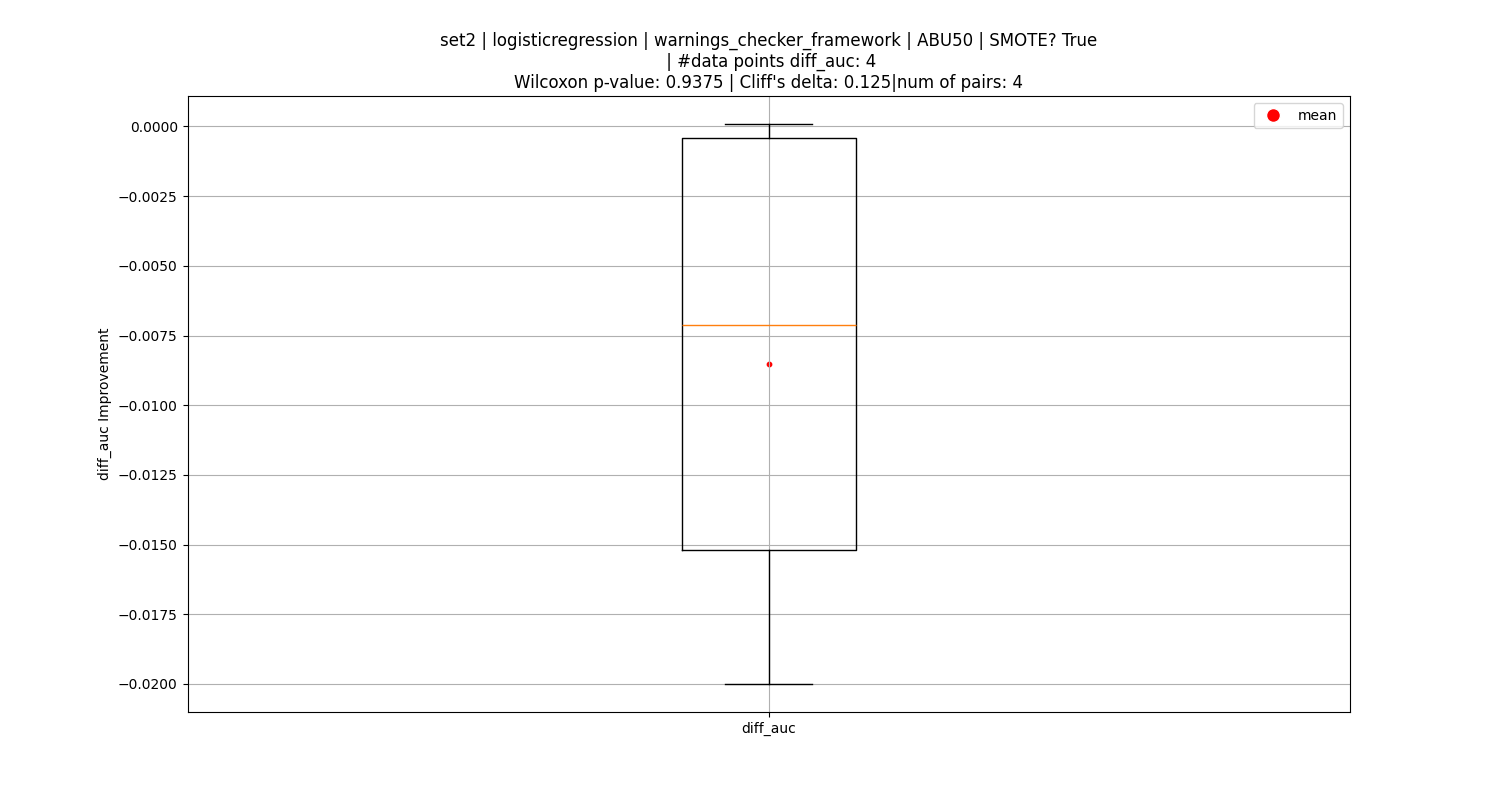 set2 | logisticregression | warnings_checker_framework | ABU50 | SMOTE? True
| #data points diff_auc: 4
Wilcoxon p-value: 0.9375 | Cliff's delta: 0.125|num of pairs: 4
mean
0.0000
−0.0025
−0.0050
−0.0075
−0.0100
−0.0125
−0.0150
−0.0175
−0.0200
diff_auc Improvement
diff_auc